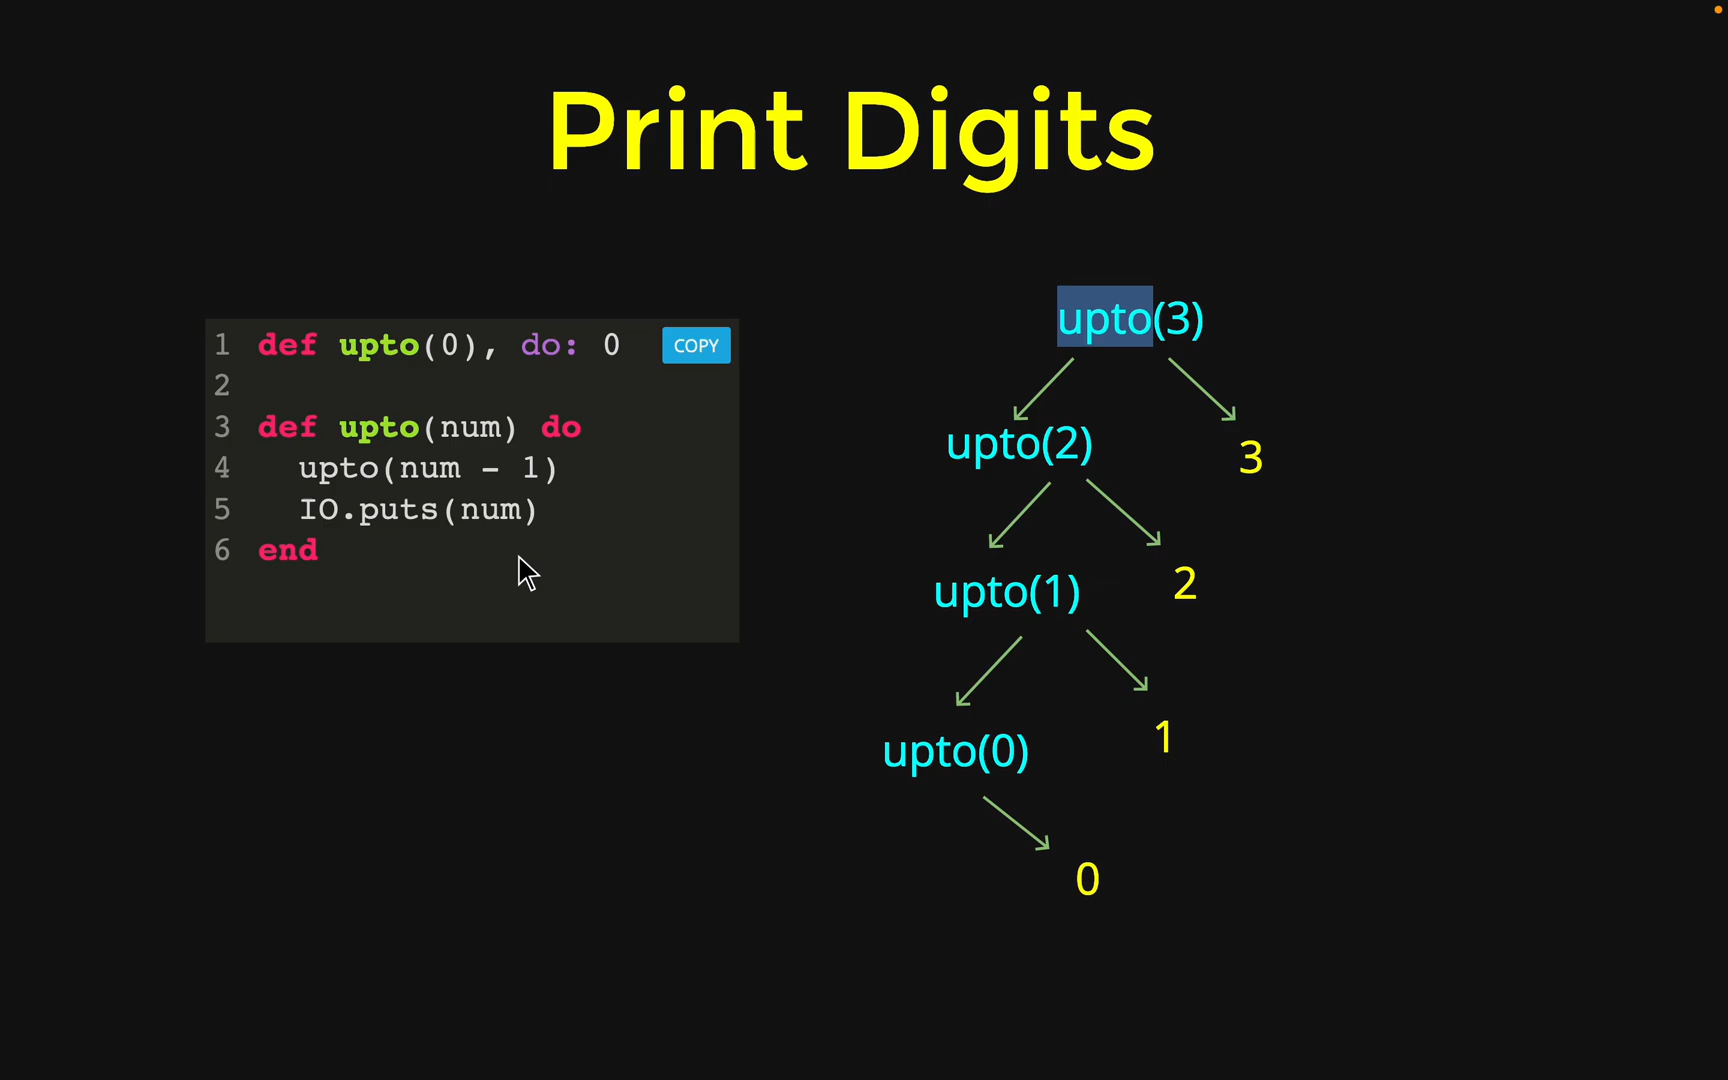 Print Digits
1 def upto(0), do: 0
COPY
2
3 def upto(num) do
4 upto(num - 1)
5 IO.puts(num)
6 end
upto(3)
upto(2)
3
upto(1)
2
upto(0)
1
0